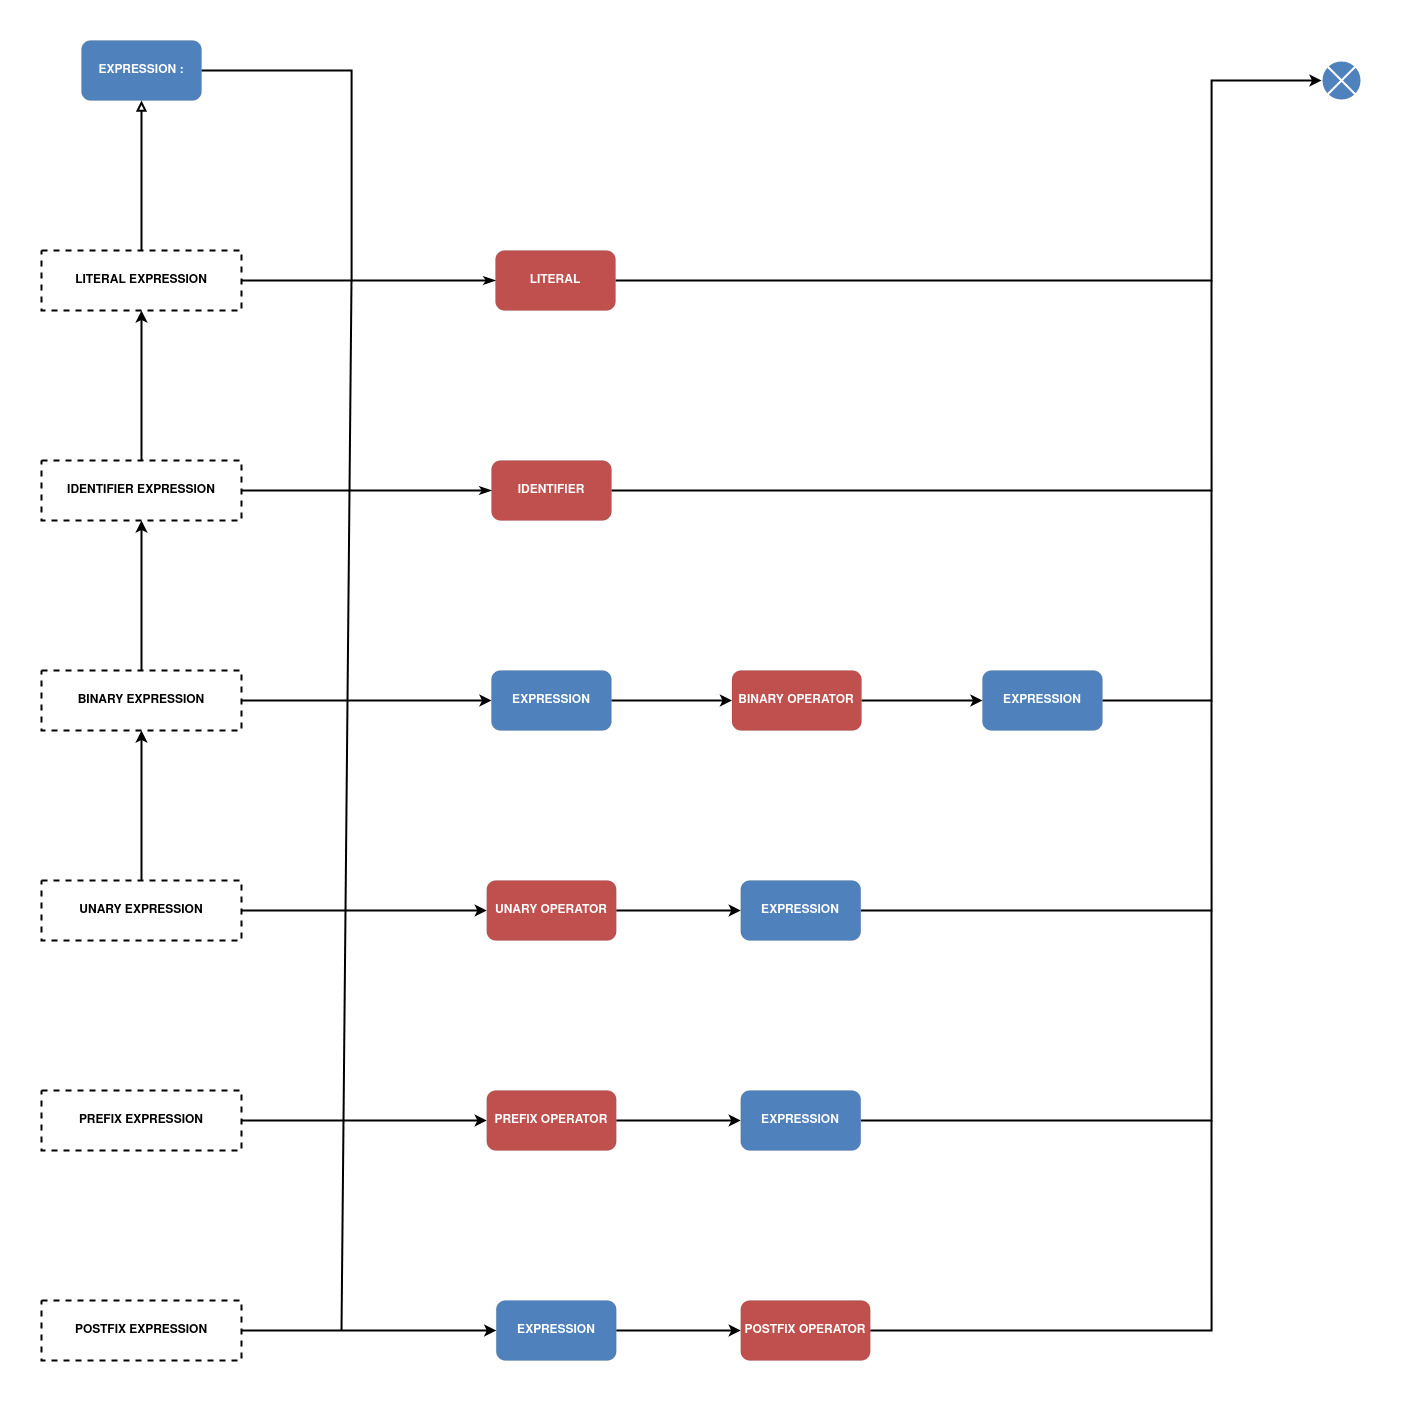 EXPRESSION :
LITERAL EXPRESSION
LITERAL
IDENTIFIER EXPRESSION
IDENTIFIER
BINARY EXPRESSION
EXPRESSION
BINARY OPERATOR
EXPRESSION
UNARY EXPRESSION
UNARY OPERATOR
EXPRESSION
PREFIX EXPRESSION
PREFIX OPERATOR
EXPRESSION
POSTFIX EXPRESSION
EXPRESSION
POSTFIX OPERATOR